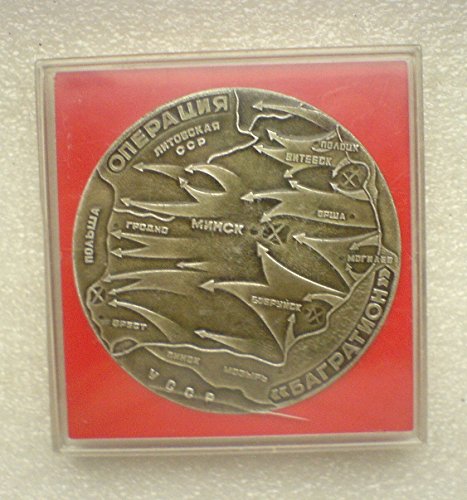 ОПЕРАЦИЯ
ЛИТОВСКАЯ
ССР
ПОЛОЦК
ВИТЕБСК
ОРША
МИНСК
ГРОДНО
ПОЛЬША
МОГИЛЕВ
БОБРУЙСК
БРЕСТ
ПИНСК
МОЗЫРЬ
УССР
«БАГРАТИОН»